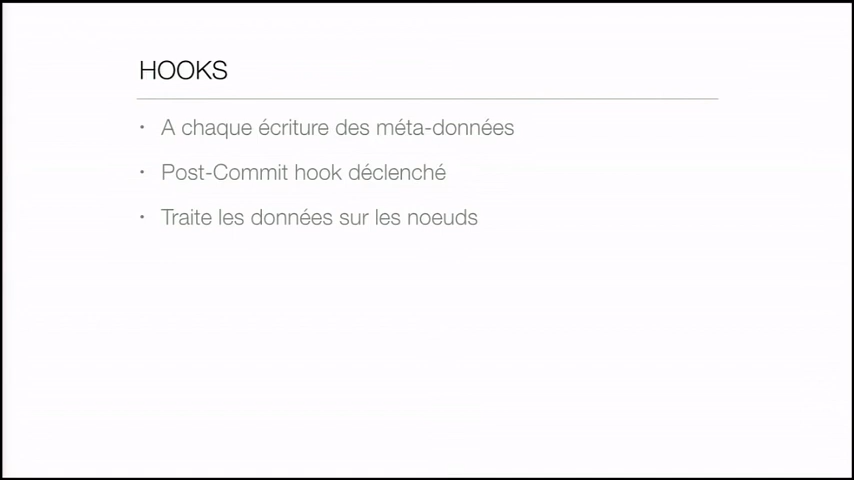 HOOKS
• A chaque écriture des méta-données
• Post-Commit hook déclenché
• Traite les données sur les noeuds